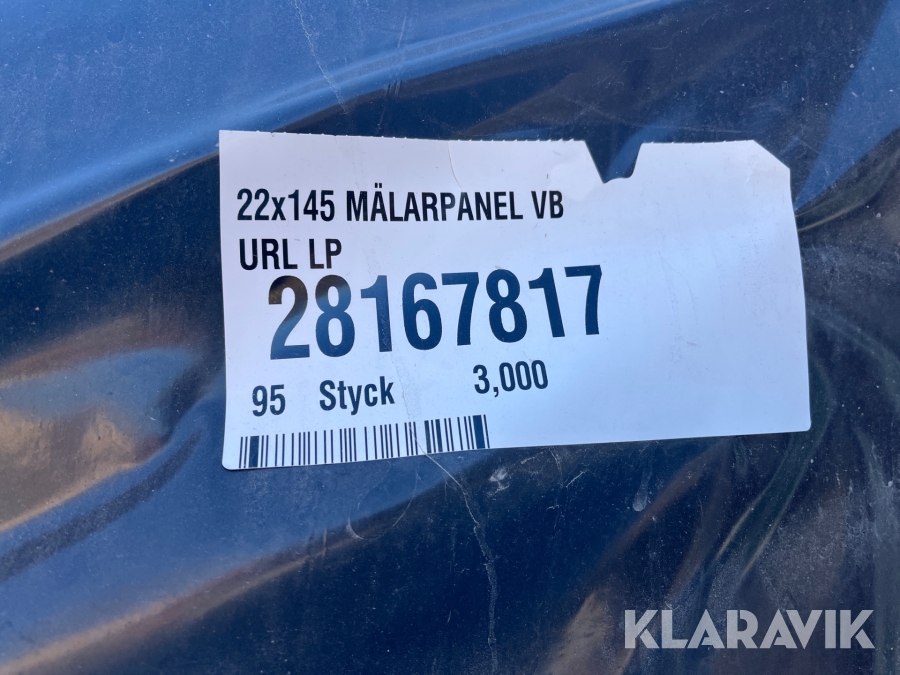 22x145 MÄLARPANEL VB
URL LP
28167817
95 Styck 3,000
KLARAVIK